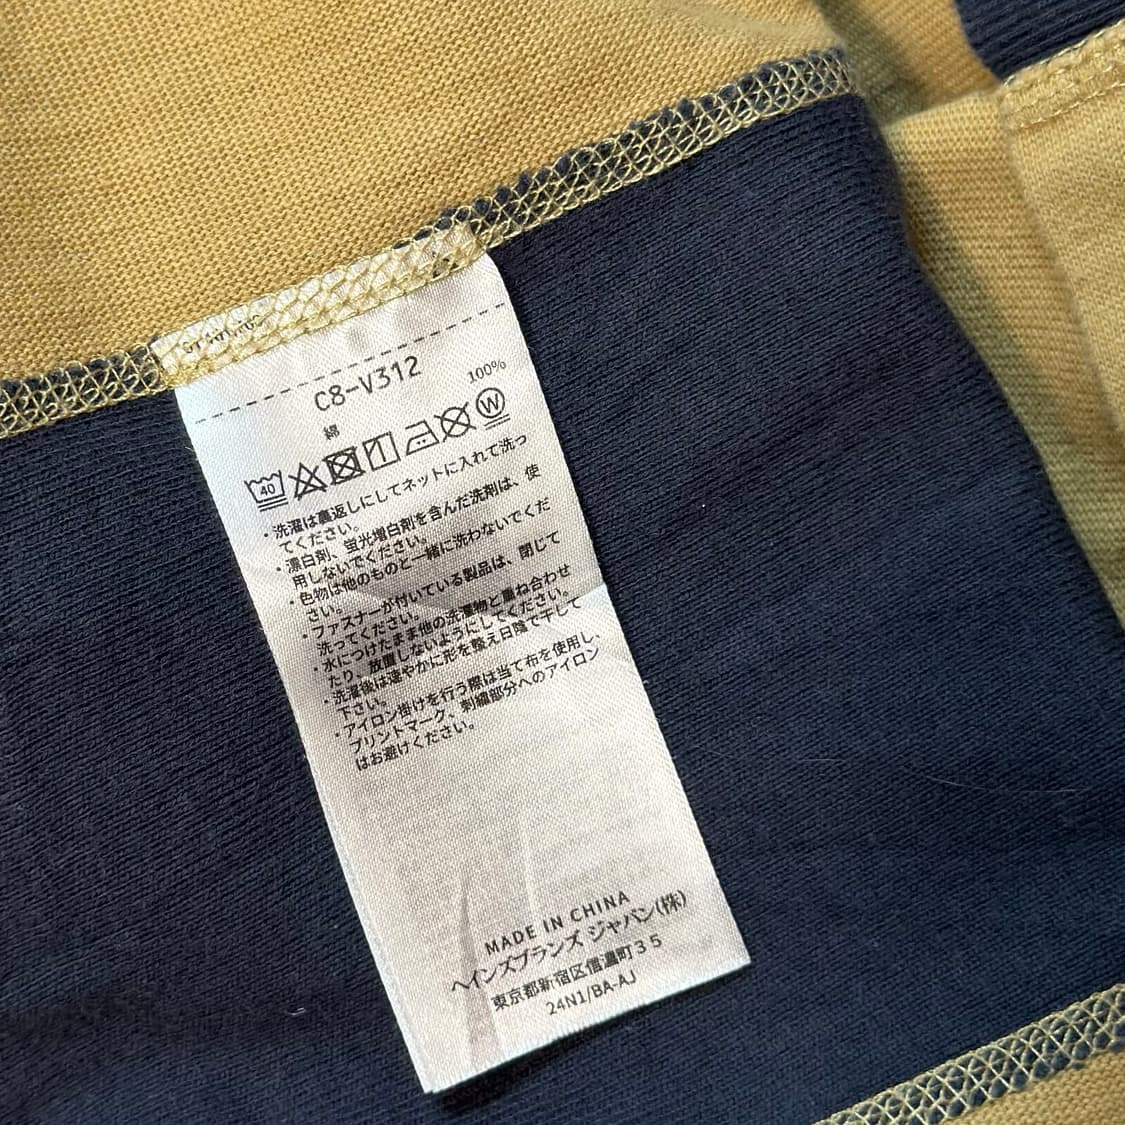 C8-V312
綿 100%
40
W
・洗濯は裏返しにしてネットに入れて洗っ
てください。
・漂白剤、蛍光増白剤を含んだ洗剤は、使
用しないでください。
・色物は他のものと一緒に洗わないでくだ
さい。
・ファスナーが付いている製品は、閉じて
洗ってください。
・水につけたまま他の洗濯物と重ね合わせ
たり、放置しないようにしてください。
・洗濯後は速やかに形を整え日陰で干して
下さい。
・アイロン掛けを行う際は当て布を使用し、
プリントマーク、刺繍部分へのアイロン
はお避けください。
MADE IN CHINA
ヘインズブランズ ジャパン(株)
東京都新宿区信濃町35
24N1/BA-AJ